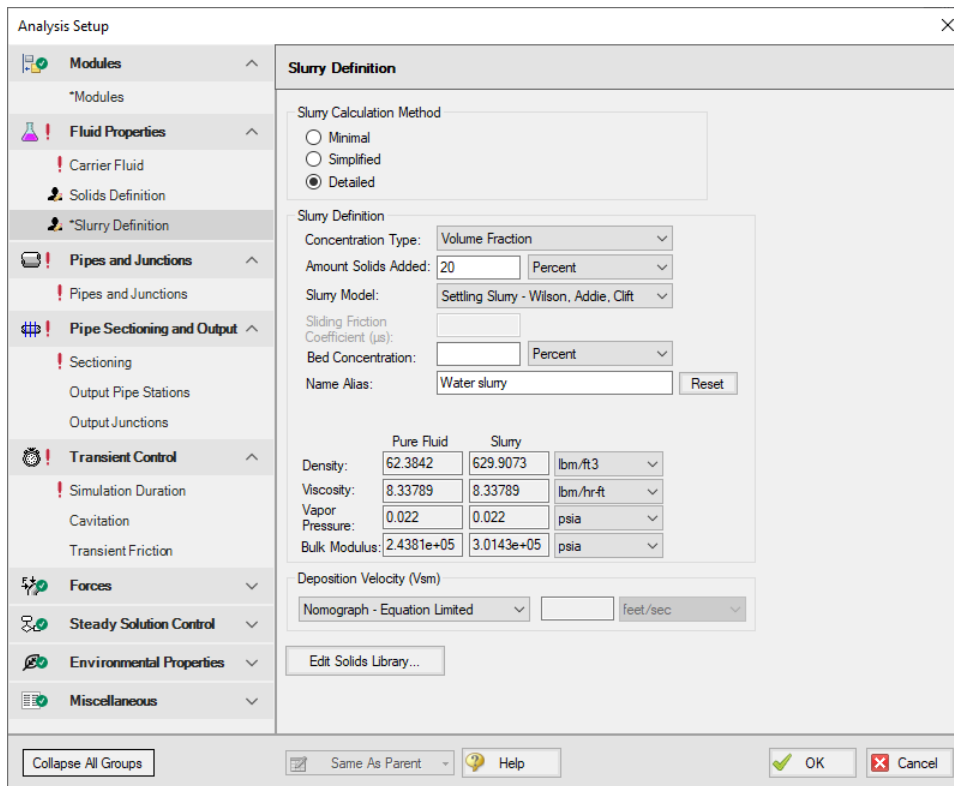 Analysis Setup
Modules
*Modules
Fluid Properties
Carrier Fluid
Solids Definition
*Slurry Definition
Pipes and Junctions
Pipes and Junctions
Pipe Sectioning and Output
Sectioning
Output Pipe Stations
Output Junctions
Transient Control
Simulation Duration
Cavitation
Transient Friction
Forces
Steady Solution Control
Environmental Properties
Miscellaneous
Collapse All Groups
Slurry Definition
Slurry Calculation Method
Minimal
Simplified
Detailed
Slurry Definition
Concentration Type: Volume Fraction
Amount Solids Added: 20 Percent
Slurry Model: Settling Slurry - Wilson, Addie, Clift
Sliding Friction
Coefficient (µs):
Bed Concentration: Percent
Name Alias: Water slurry Reset
Pure Fluid Slurry
Density: 62.3842 629.9073 lbm/ft3
Viscosity: 8.33789 8.33789 lbm/hr-ft
Vapor
Pressure: 0.022 0.022 psia
Bulk Modulus: 2.4381e+05 3.0143e+05 psia
Deposition Velocity (Vsm)
Nomograph - Equation Limited feet/sec
Edit Solids Library...
Same As Parent Help OK Cancel